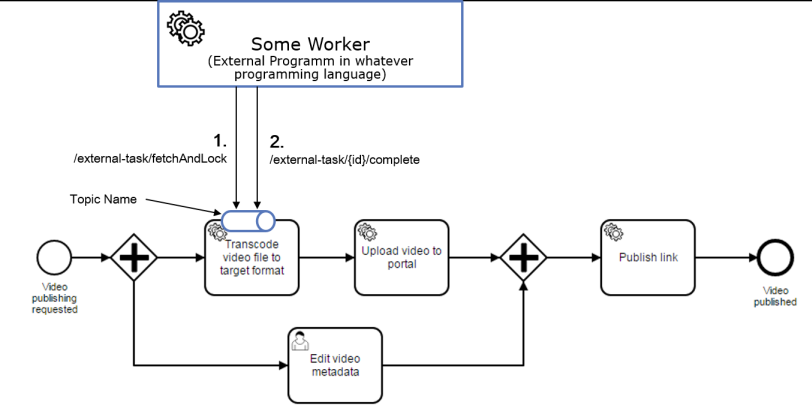 Some Worker
(External Programm in whatever
programming language)
1.
/external-task/fetchAndLock
2.
/external-task/{id}/complete
Topic Name
Transcode
video file to
target format
Upload video to
portal
Publish link
Video
publishing
requested
Video
published
Edit video
metadata